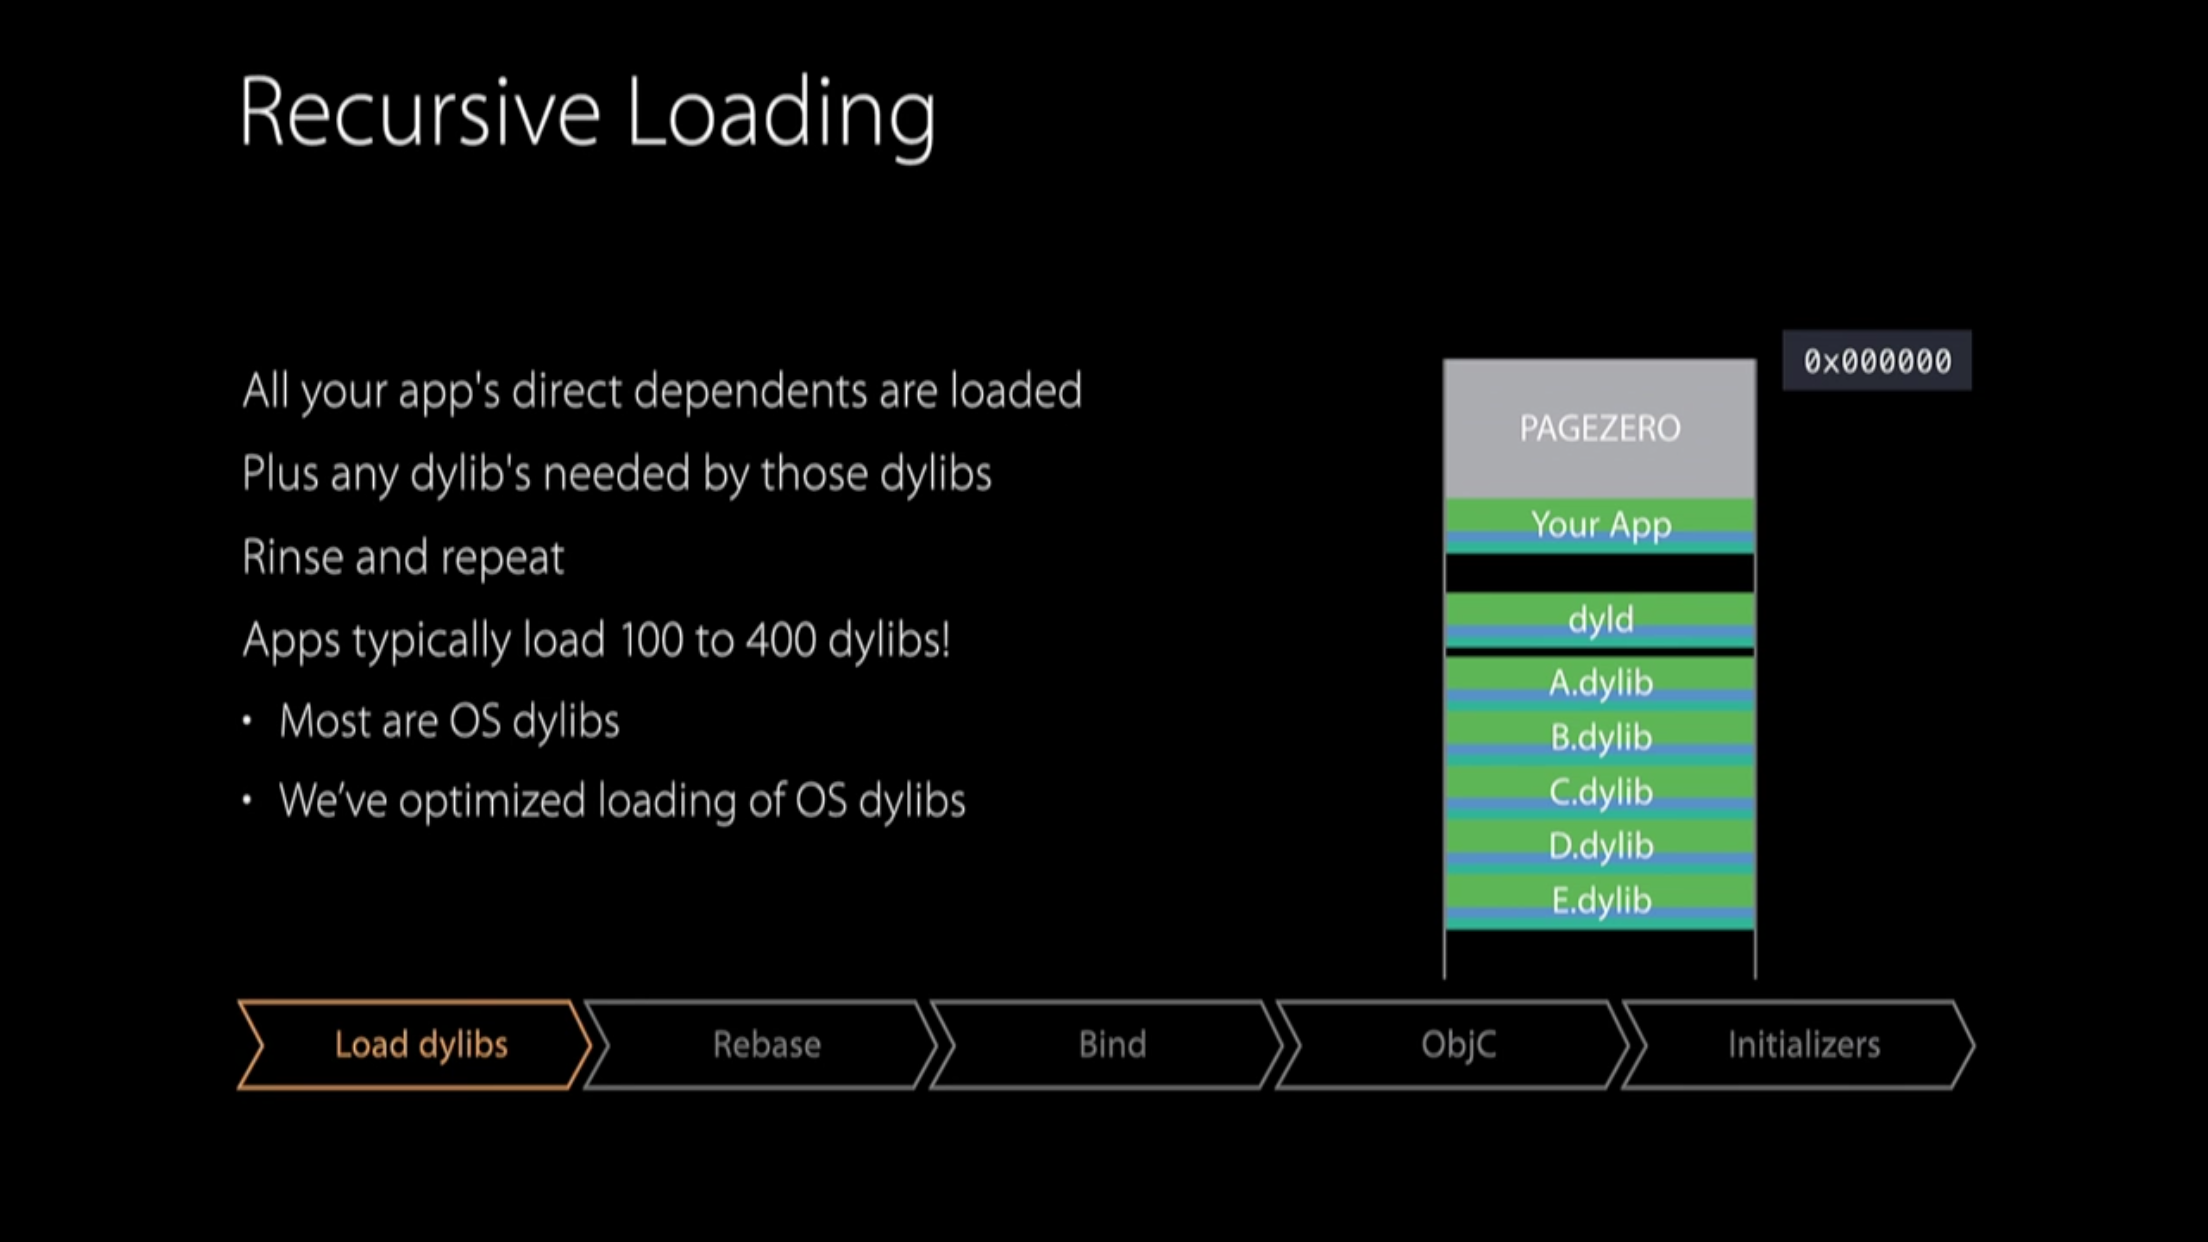 Recursive Loading
All your app's direct dependents are loaded
Plus any dylib's needed by those dylibs
Rinse and repeat
Apps typically load 100 to 400 dylibs!
• Most are OS dylibs
• We’ve optimized loading of OS dylibs
0x000000
PAGEZERO
Your App
dyld
A.dylib
B.dylib
C.dylib
D.dylib
E.dylib
Load dylibs
Rebase
Bind
ObjC
Initializers